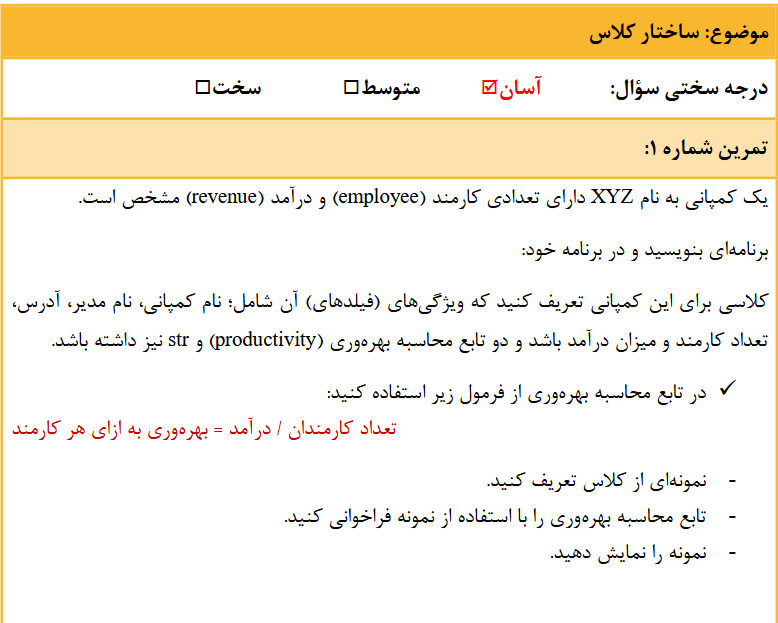 موضوع: ساختار کلاس
درجه سختی سؤال: آسان☑ متوسط☐ سخت☐
تمرین شماره ۱:
یک کمپانی به نام XYZ دارای تعدادی کارمند (employee) و درآمد (revenue) مشخص است.
برنامه‌ای بنویسید و در برنامه خود:
کلاسی برای این کمپانی تعریف کنید که ویژگی‌های (فیلدهای) آن شامل؛ نام کمپانی، نام مدیر، آدرس،
تعداد کارمند و میزان درآمد باشد و دو تابع محاسبه بهره‌وری (productivity) و str نیز داشته باشد.
✓ در تابع محاسبه بهره‌وری از فرمول زیر استفاده کنید:
تعداد کارمندان / درآمد = بهره‌وری به ازای هر کارمند
- نمونه‌ای از کلاس تعریف کنید.
- تابع محاسبه بهره‌وری را با استفاده از نمونه فراخوانی کنید.
- نمونه را نمایش دهید.